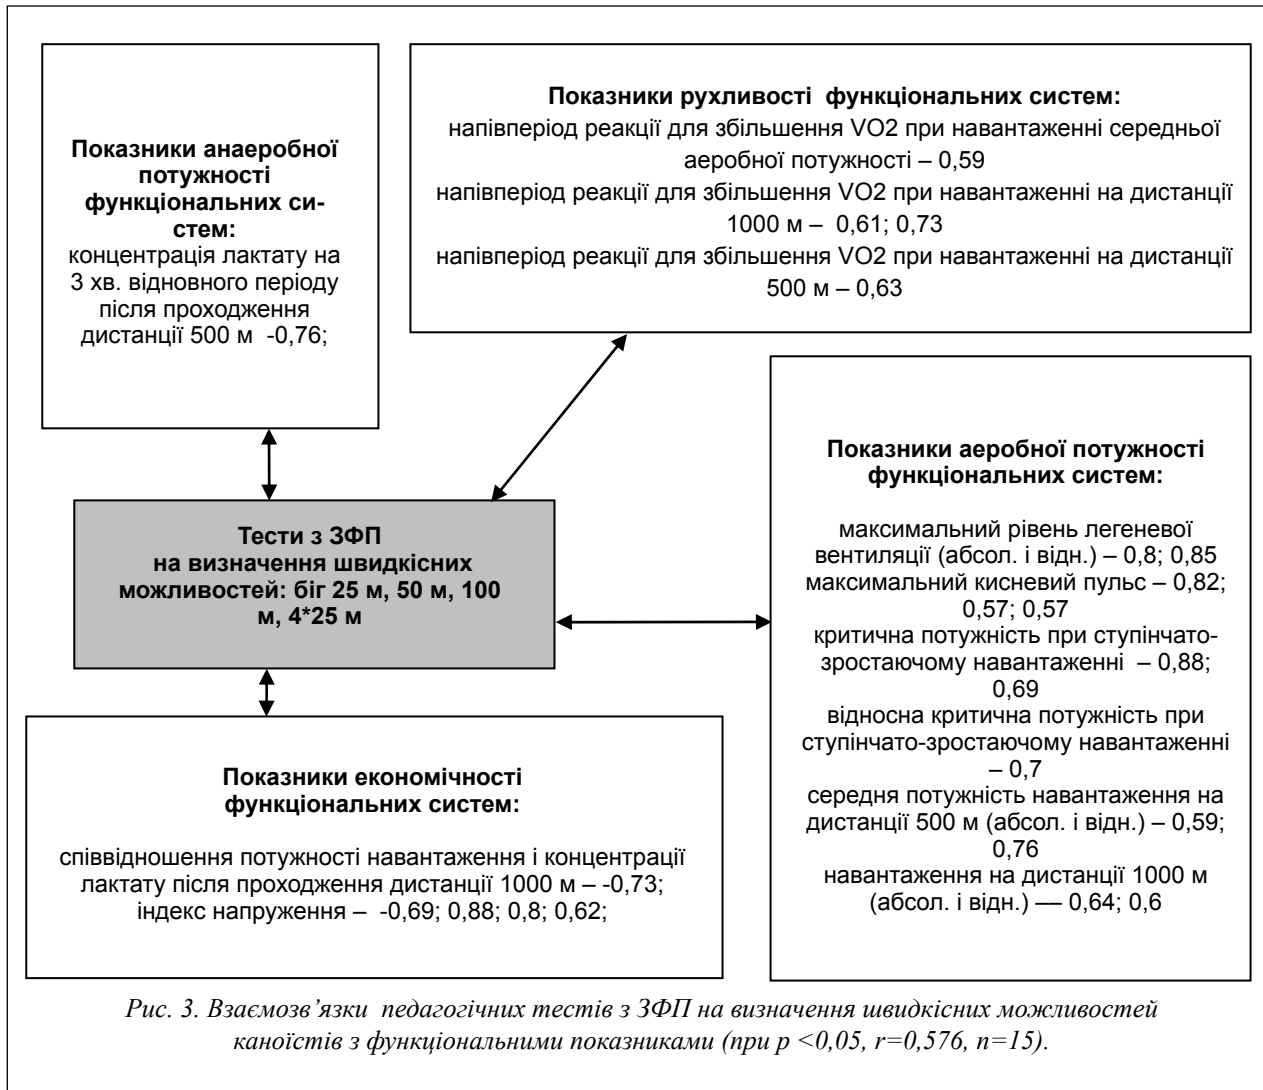 Показники анаеробної
потужності
функціональних си-
стем:
концентрація лактату на
3 хв. відновного періоду
після проходження
дистанції 500 м  -0,76;
Показники рухливості  функціональних систем:
напівперіод реакції для збільшення VO2 при навантаженні середньої
аеробної потужності – 0,59
напівперіод реакції для збільшення VO2 при навантаженні на дистанції
1000 м –  0,61; 0,73
напівперіод реакції для збільшення VO2 при навантаженні на дистанції
500 м – 0,63
Тести з ЗФП
на визначення швидкісних
можливостей: біг 25 м, 50 м, 100
м, 4*25 м
Показники аеробної потужності
функціональних систем:
максимальний рівень легеневої
вентиляції (абсол. і відн.) – 0,8; 0,85
максимальний кисневий пульс – 0,82;
0,57; 0,57
критична потужність при ступінчато-
зростаючому навантаженні  – 0,88;
0,69
відносна критична потужність при
ступінчато-зростаючому навантаженні
– 0,7
середня потужність навантаження на
дистанції 500 м (абсол. і відн.) – 0,59;
0,76
навантаження на дистанції 1000 м
(абсол. і відн.) –– 0,64; 0,6
Показники економічності
функціональних систем:
співвідношення потужності навантаження і концентрації
лактату після проходження дистанції 1000 м – -0,73;
індекс напруження –  -0,69; 0,88; 0,8; 0,62;
Рис. 3. Взаємозв’язки  педагогічних тестів з ЗФП на визначення швидкісних можливостей
каноїстів з функціональними показниками (при p <0,05, r=0,576, n=15).